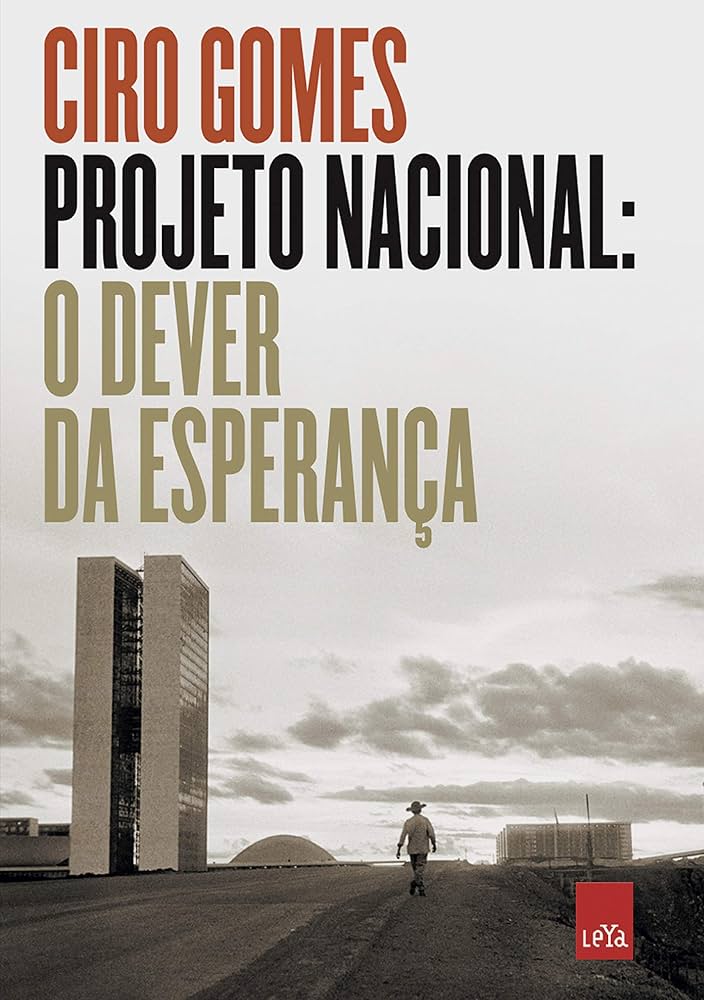 CIRO GOMES
PROJETO NACIONAL:
O DEVER
DA ESPERANÇA
LeYa